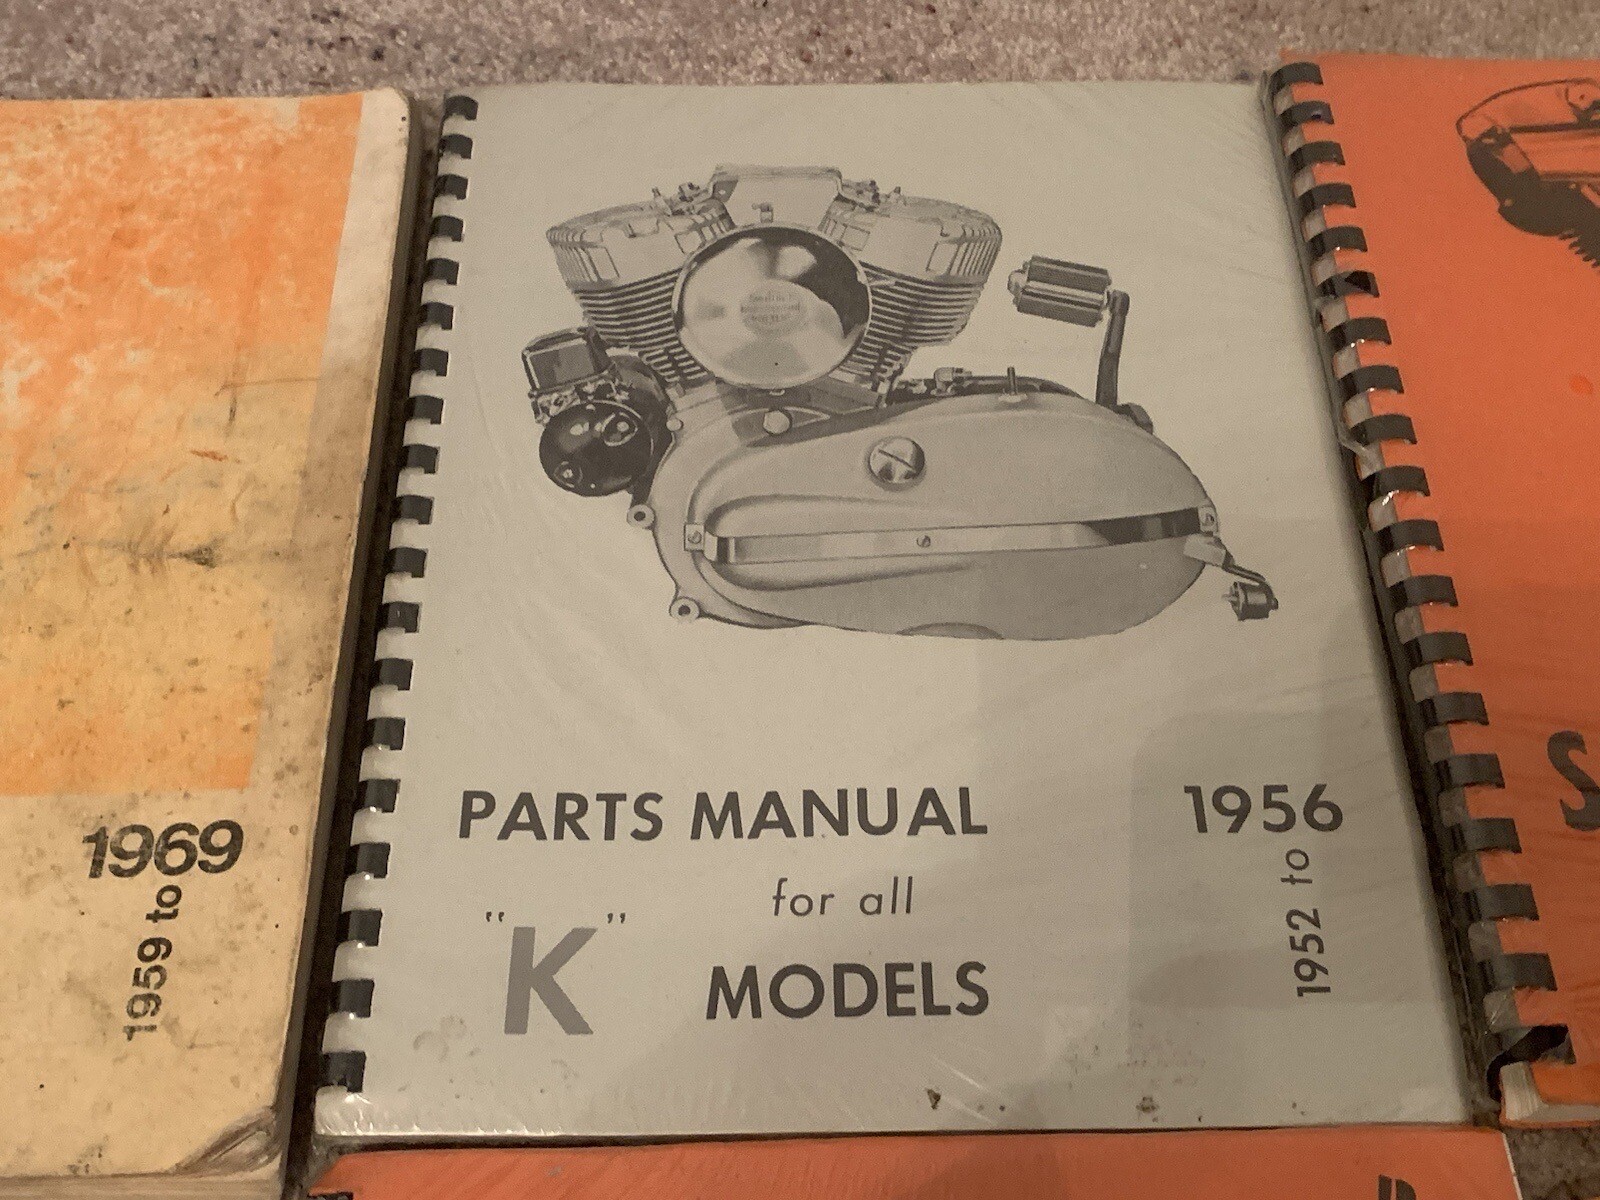 1969
1959 to
PARTS MANUAL
for all
"K" MODELS
1956
1952 to
S